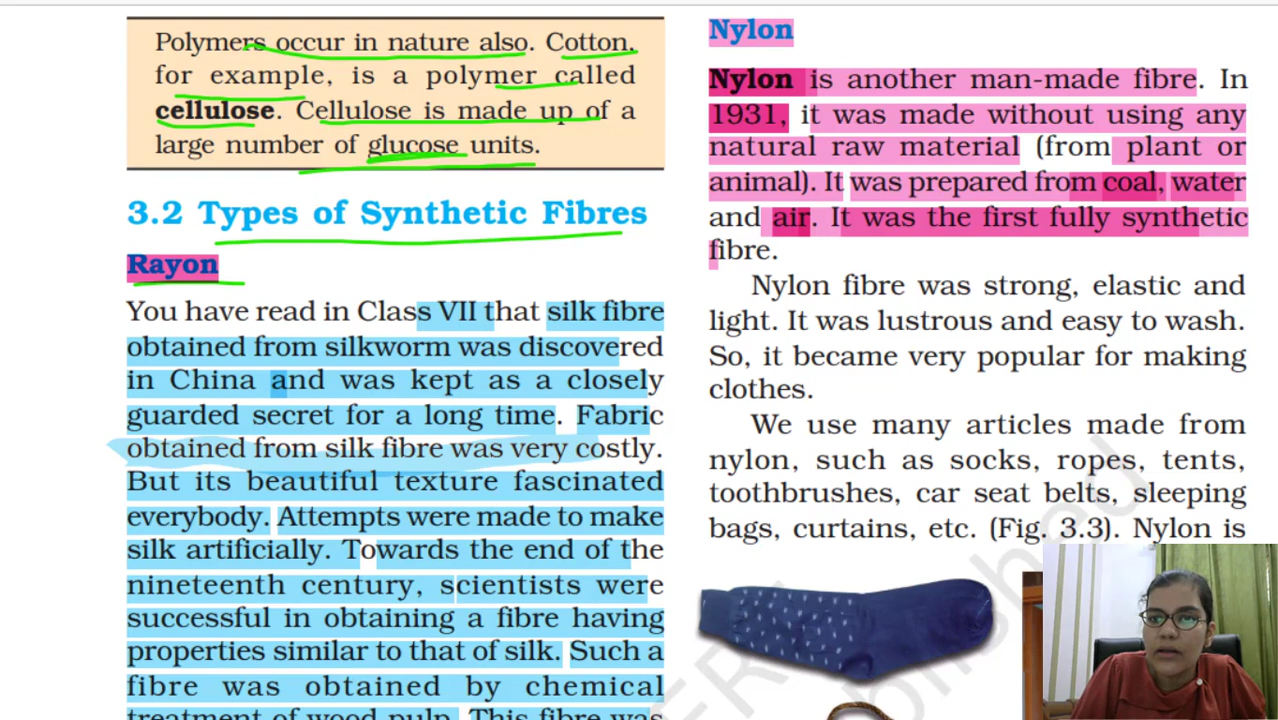 Polymers occur in nature also. Cotton,
for example, is a polymer called
cellulose. Cellulose is made up of a
large number of glucose units.
3.2 Types of Synthetic Fibres
Rayon
You have read in Class VII that silk fibre
obtained from silkworm was discovered
in China and was kept as a closely
guarded secret for a long time. Fabric
obtained from silk fibre was very costly.
But its beautiful texture fascinated
everybody. Attempts were made to make
silk artificially. Towards the end of the
nineteenth century, scientists were
successful in obtaining a fibre having
properties similar to that of silk. Such a
fibre was obtained by chemical
treatment of wood pulp. This fibre was
Nylon
Nylon is another man-made fibre. In
1931, it was made without using any
natural raw material (from plant or
animal). It was prepared from coal, water
and air. It was the first fully synthetic
fibre.
Nylon fibre was strong, elastic and
light. It was lustrous and easy to wash.
So, it became very popular for making
clothes.
We use many articles made from
nylon, such as socks, ropes, tents,
toothbrushes, car seat belts, sleeping
bags, curtains, etc. (Fig. 3.3). Nylon is